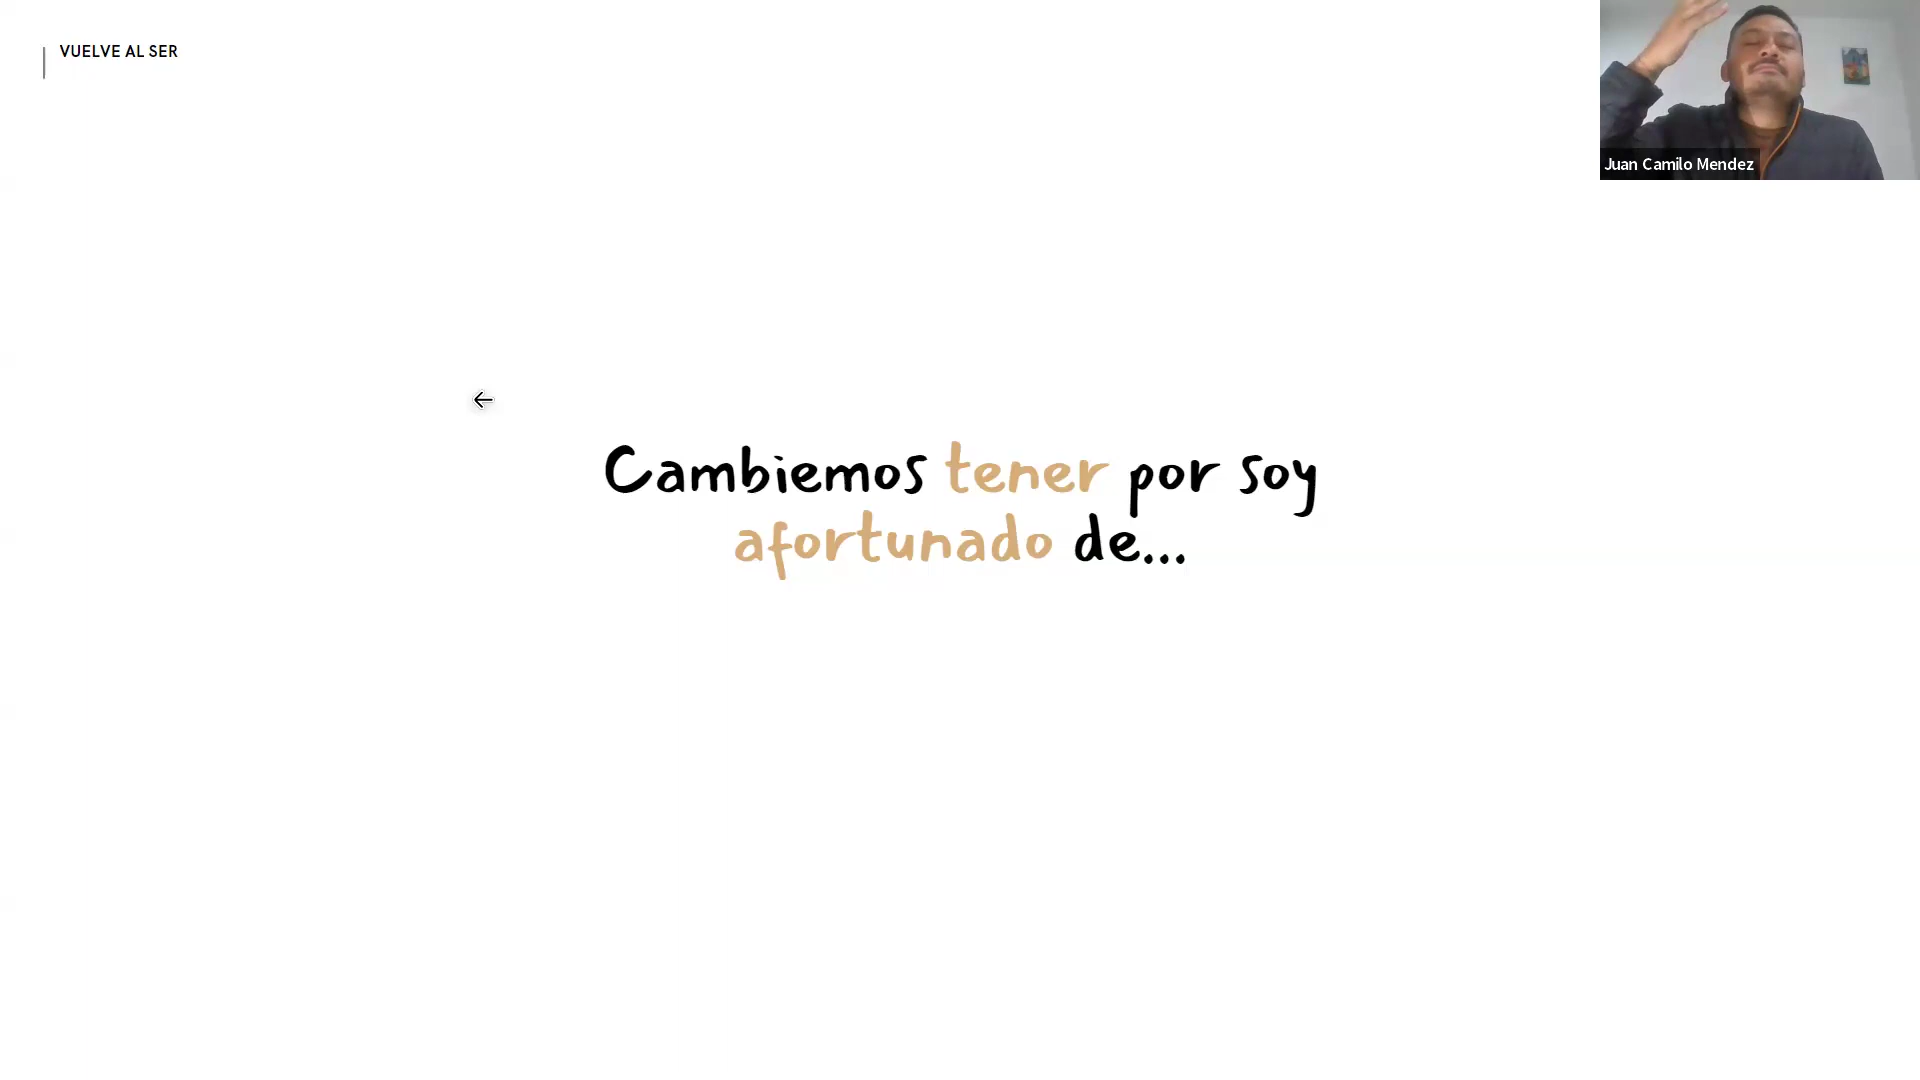 VUELVE AL SER
Juan Camilo Mendez
Cambiemos tener por soy
afortunado de...